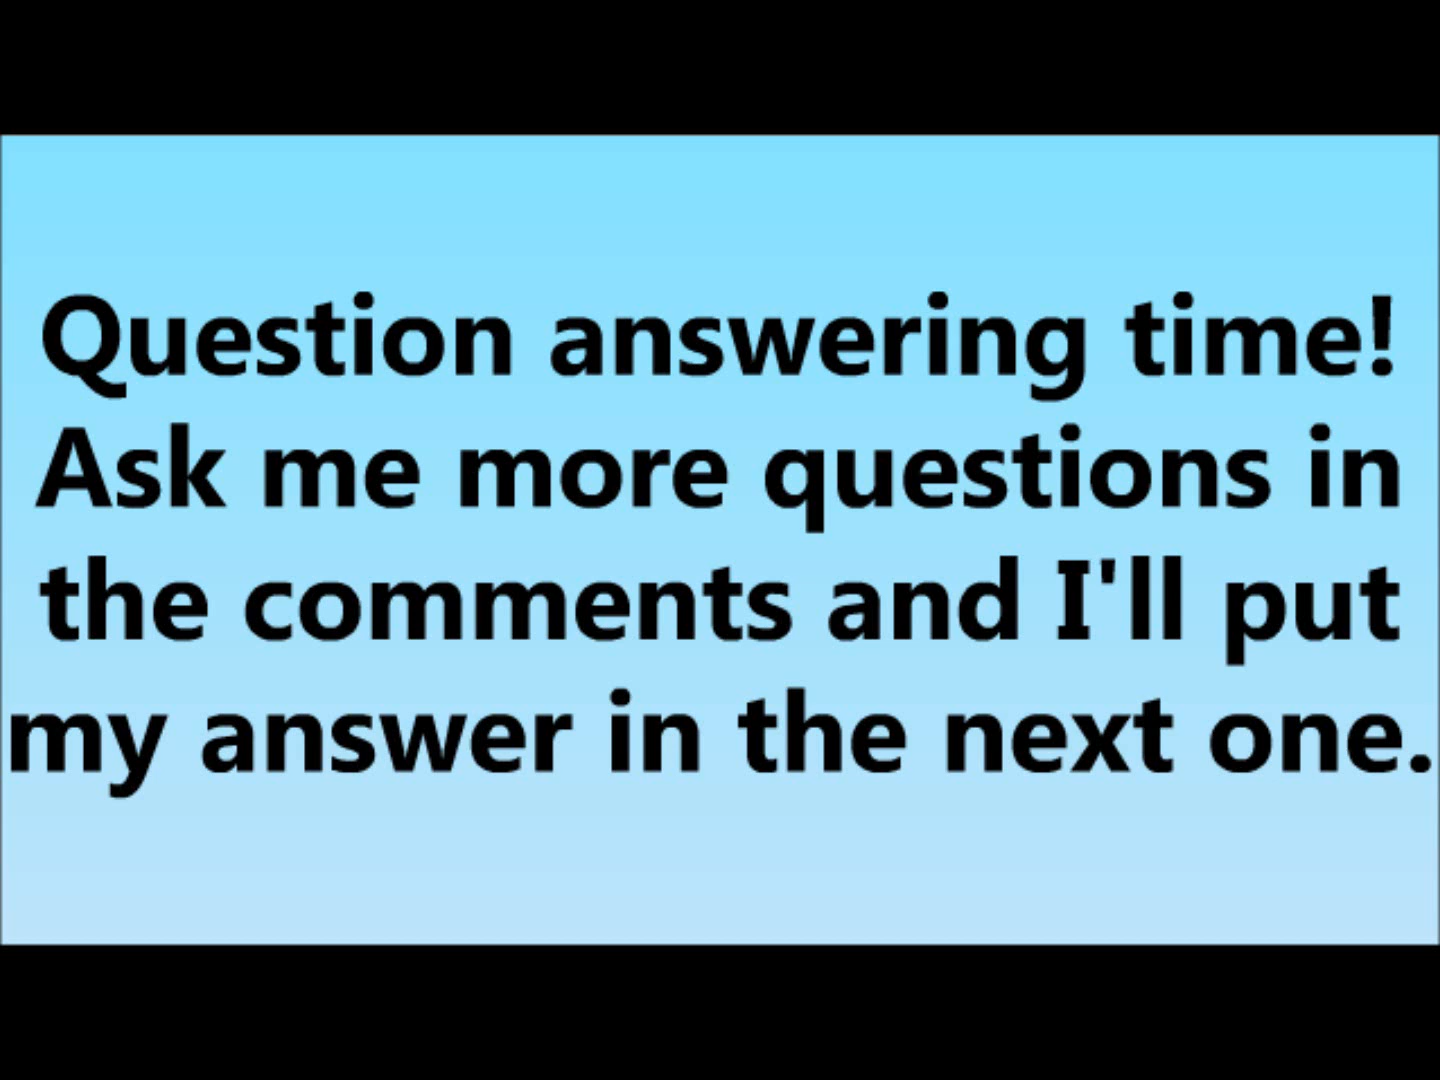 Question answering time!
Ask me more questions in
the comments and I'll put
my answer in the next one.